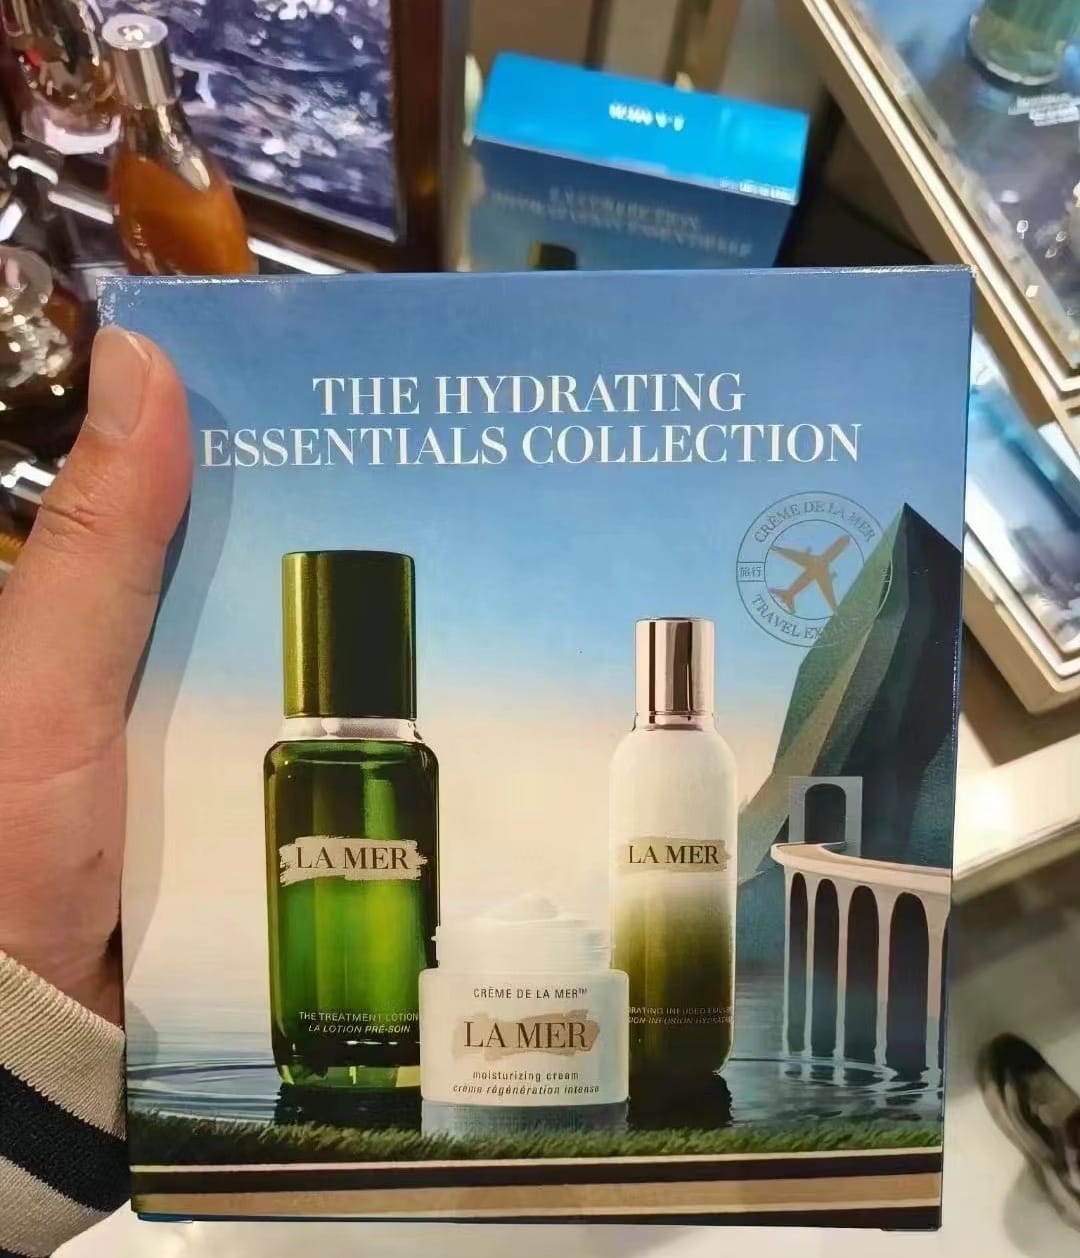 THE HYDRATING
ESSENTIALS COLLECTION
CRÈME DE LA MER
旅行
TRAVEL
LA MER
THE TREATMENT LOTION
LA LOTION PRÉ-SOIN
LA MER
CRÈME DE LA MER™
LA MER
moisturizing cream
crème régénération intense